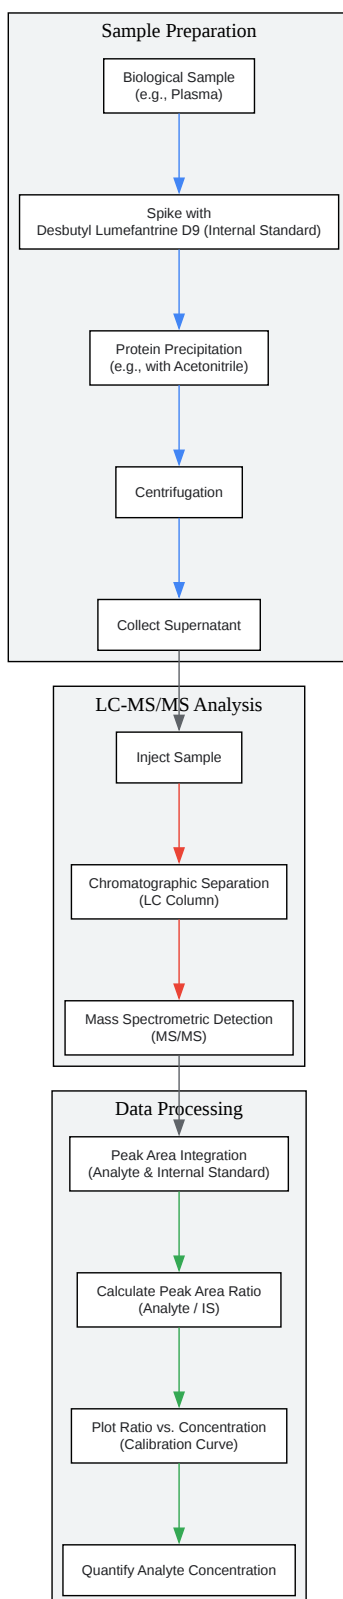 Sample Preparation
Biological Sample
(e.g., Plasma)
Spike with
Desbutyl Lumefantrine D9 (Internal Standard)
Protein Precipitation
(e.g., with Acetonitrile)
Centrifugation
Collect Supernatant
LC-MS/MS Analysis
Inject Sample
Chromatographic Separation
(LC Column)
Mass Spectrometric Detection
(MS/MS)
Data Processing
Peak Area Integration
(Analyte & Internal Standard)
Calculate Peak Area Ratio
(Analyte / IS)
Plot Ratio vs. Concentration
(Calibration Curve)
Quantify Analyte Concentration